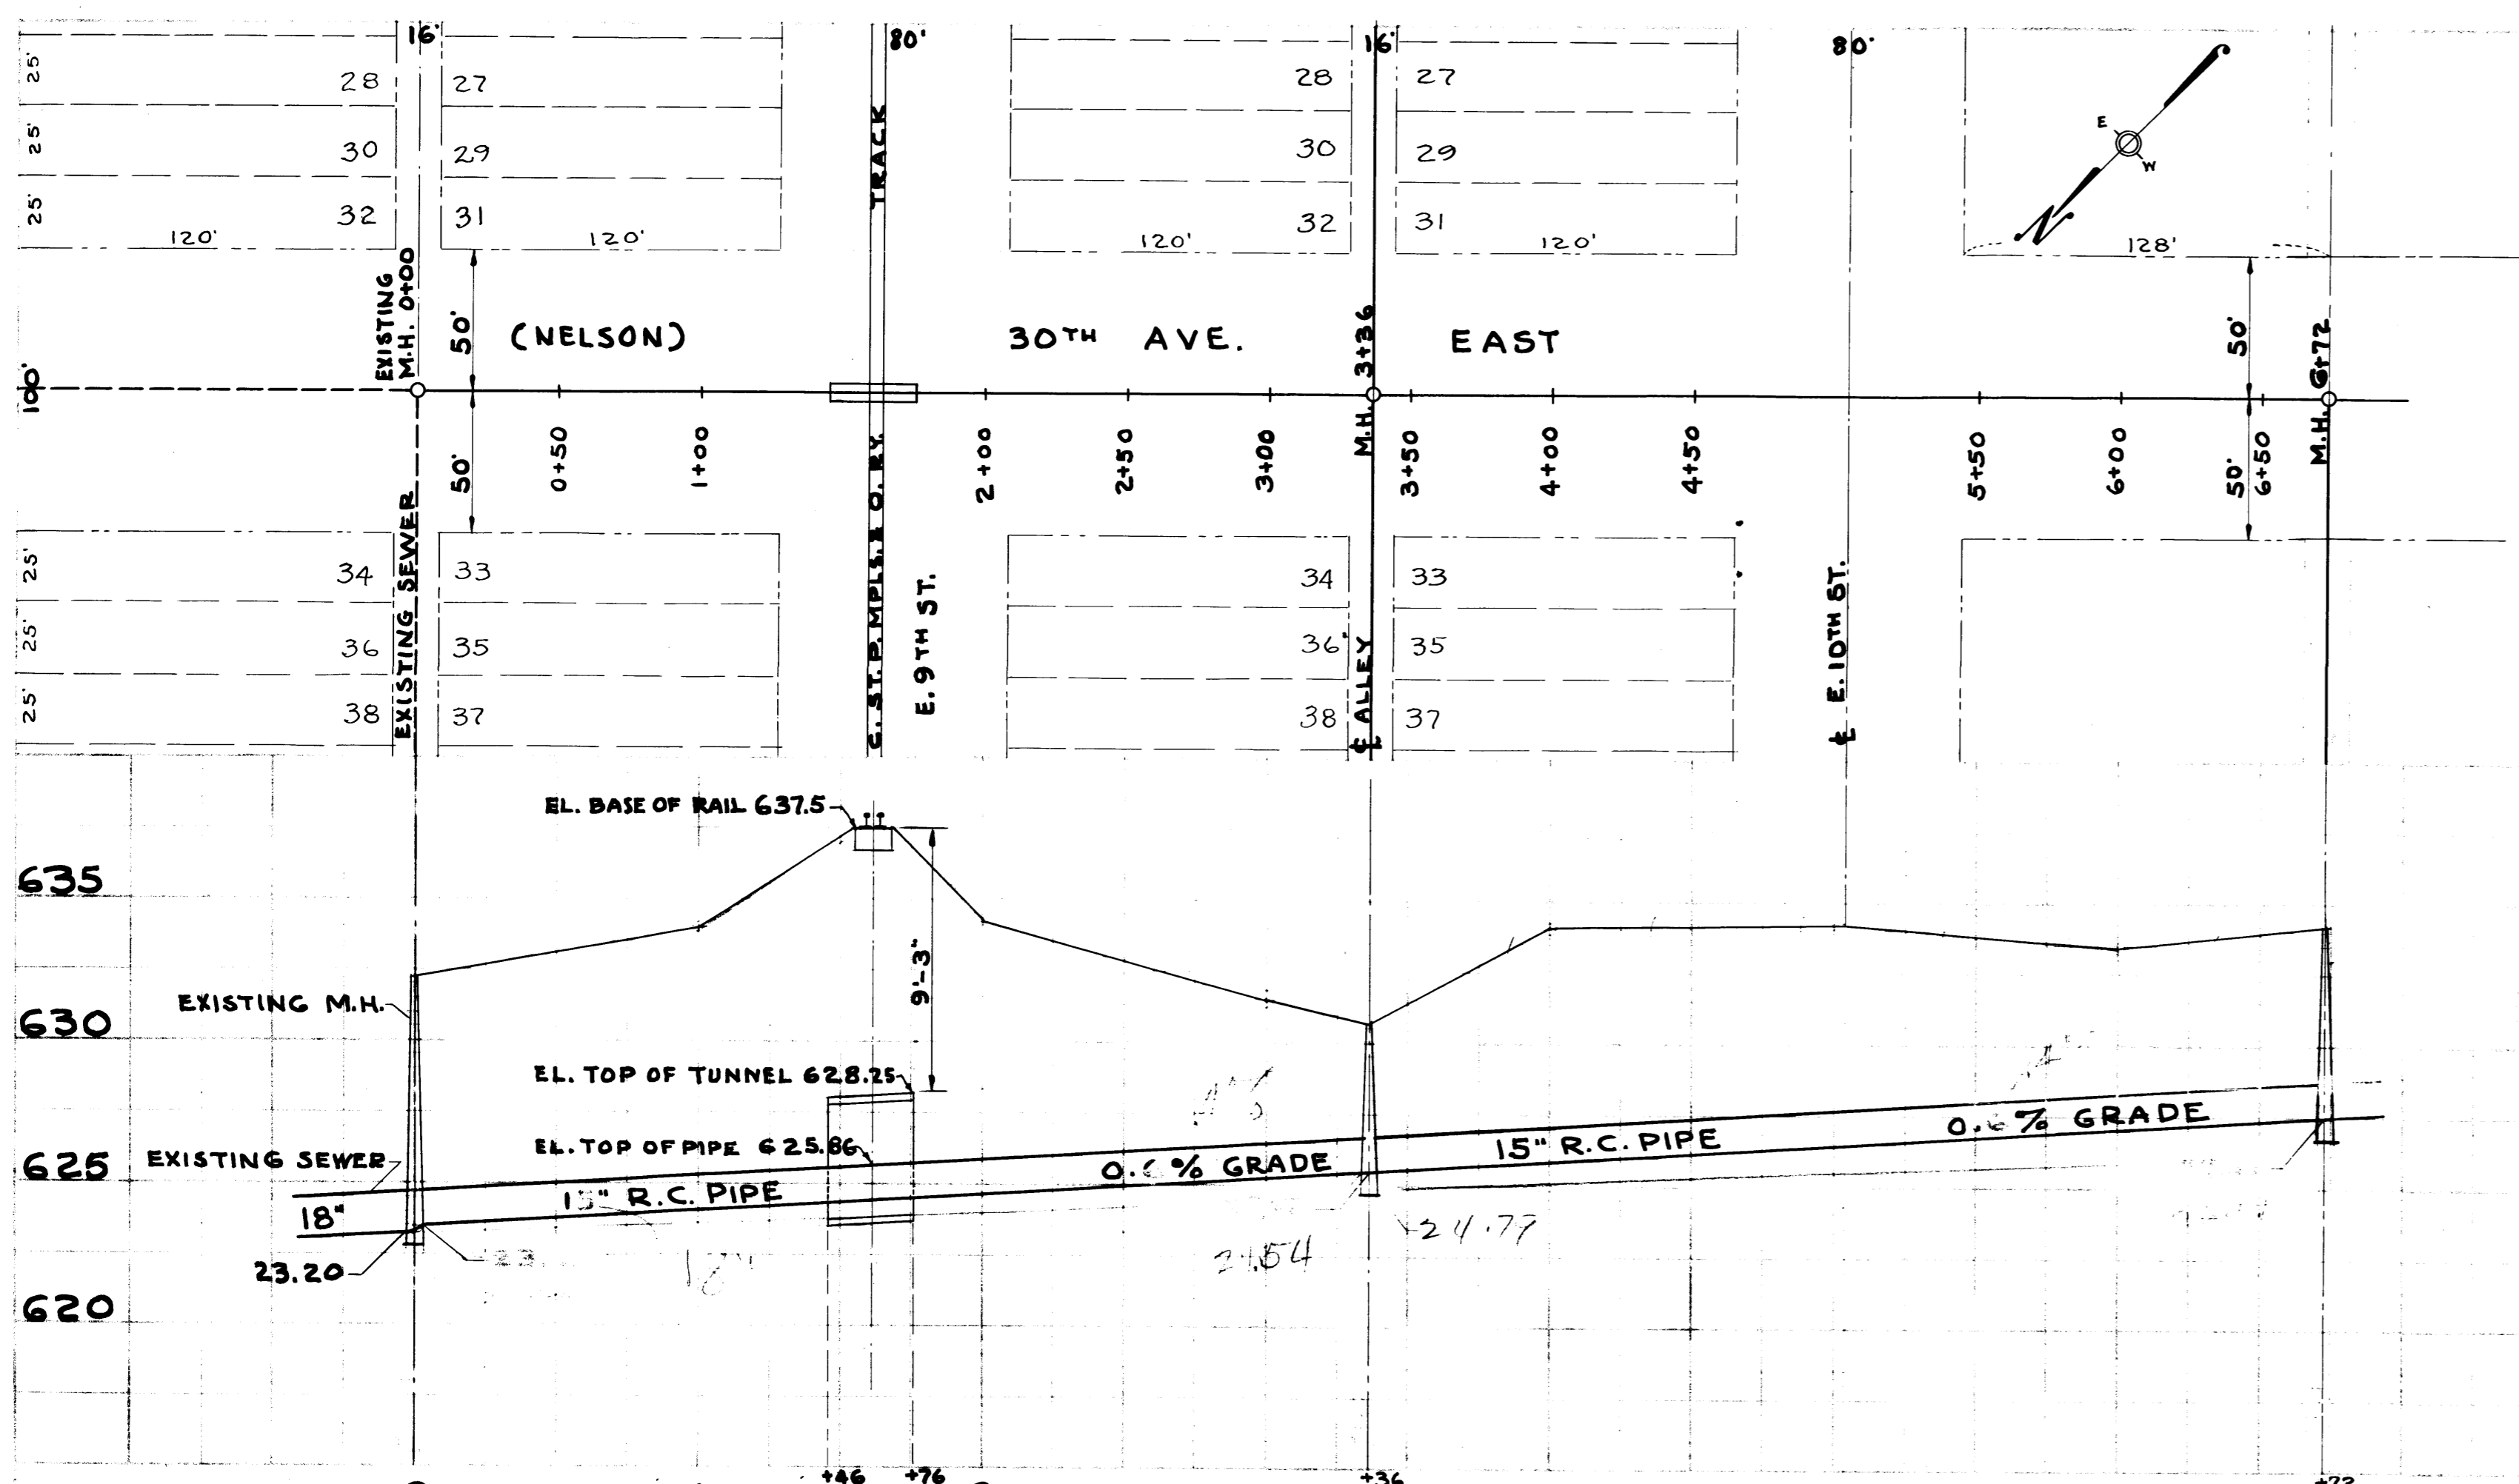 16'
80'
16'
80'
25'
28
27
28
27
25'
30
29
30
29
25'
32
31
32
31
120'
120'
120'
120'
128'
TRACK
E
W
N
EXISTING
M.H. 0+00
50'
(NELSON)
30TH AVE.
EAST
M.H. 3+36
50'
M.H. 6+72
100'
50'
0+50
1+00
2+00
2+50
3+00
3+50
4+00
4+50
5+50
6+00
50'
6+50
EXISTING SEWER
C. ST. P. MPLS. & O. RY.
E. 9TH ST.
℄ ALLEY
℄ E. 10TH ST.
25'
34
33
34
33
25'
36
35
36
35
25'
38
37
38
37
EL. BASE OF RAIL 637.5
635
9'-3"
EXISTING M.H.
630
EL. TOP OF TUNNEL 628.25
EL. TOP OF PIPE 625.86
625
EXISTING SEWER
% GRADE
15" R.C. PIPE
% GRADE
18"
R.C. PIPE
23.20
18"
24.77
620
+46
+76
+36
+72